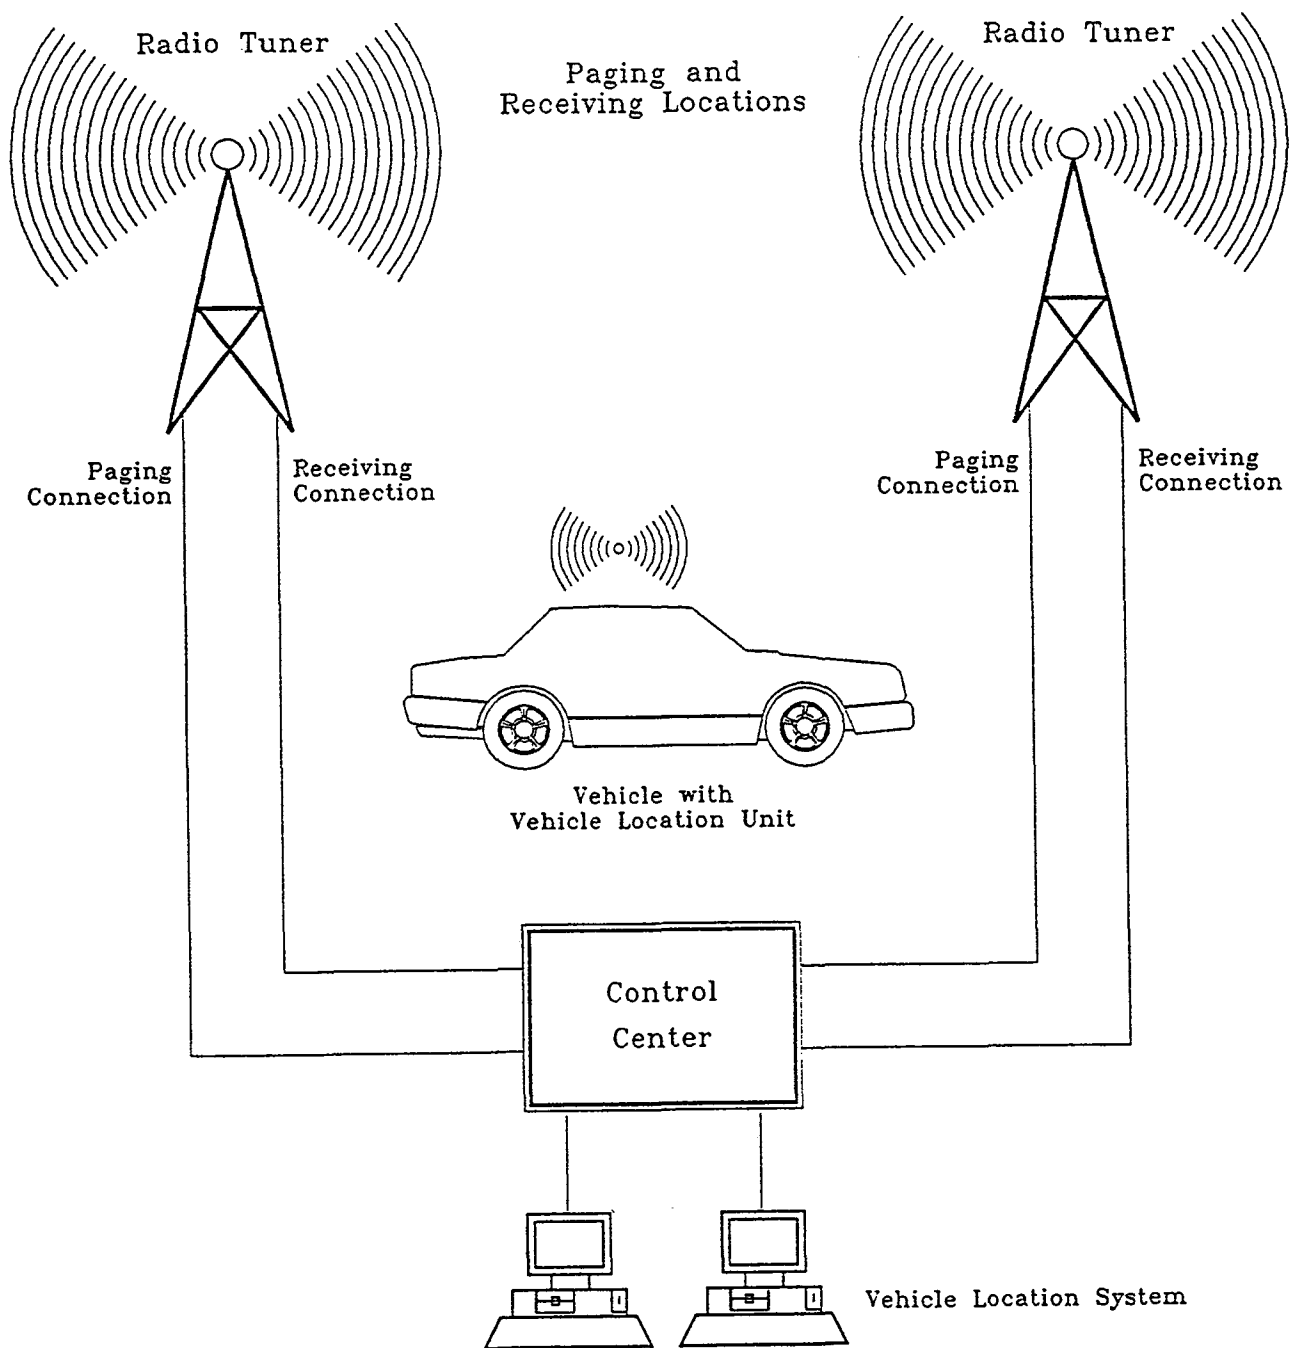 Radio Tuner
Radio Tuner
Paging and
Receiving Locations
Paging
Connection
Receiving
Connection
Paging
Connection
Receiving
Connection
Vehicle with
Vehicle Location Unit
Control
Center
Vehicle Location System